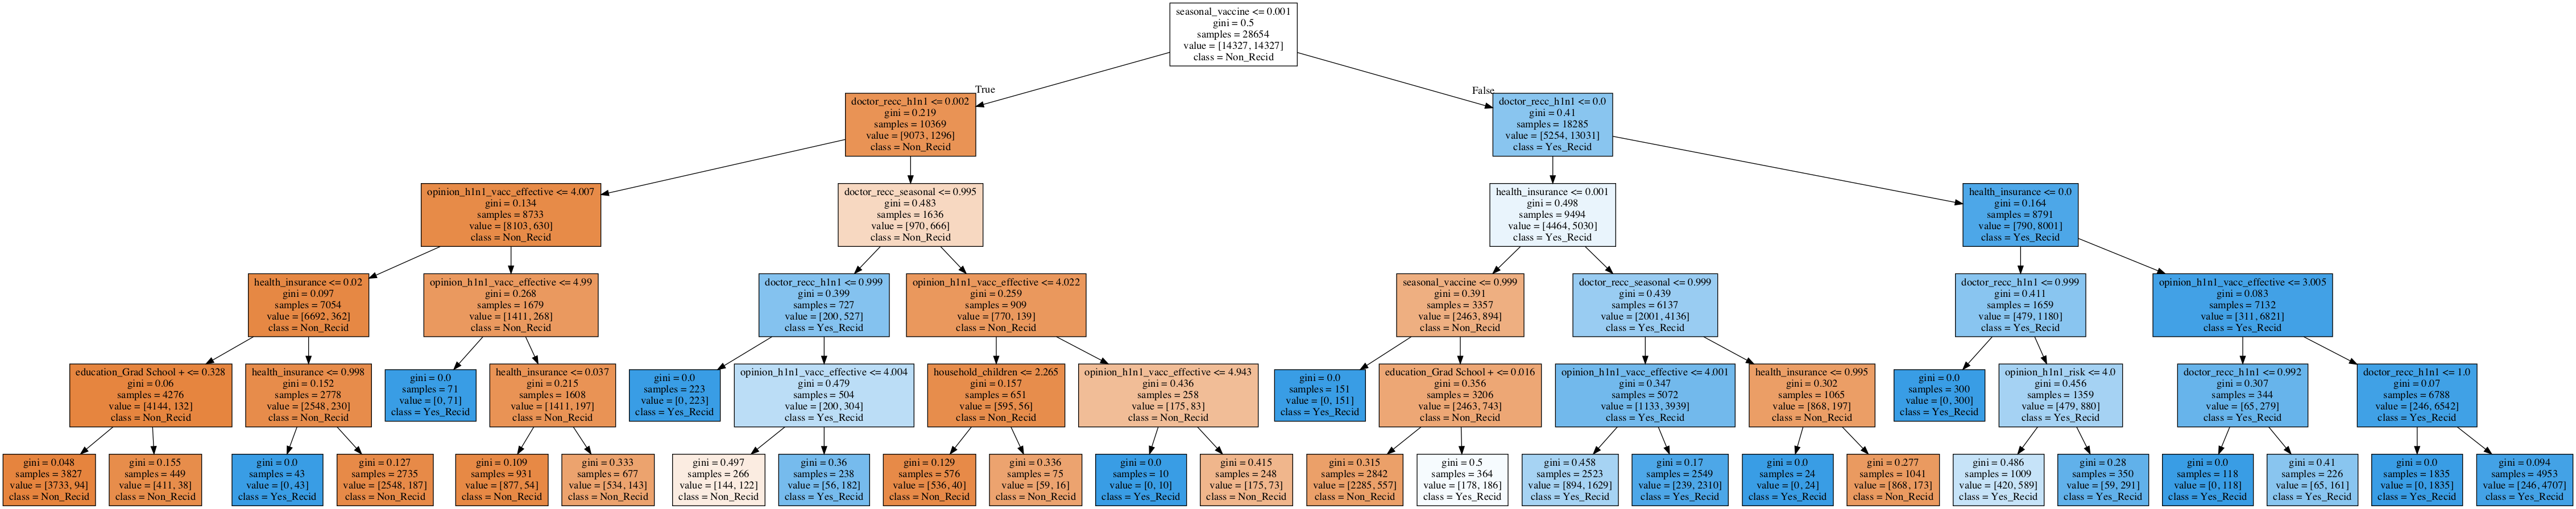 seasonal_vaccine <= 0.001
gini = 0.5
samples = 28654
value = [14327, 14327]
class = Non_Recid
True
False
doctor_recc_h1n1 <= 0.002
gini = 0.219
samples = 10369
value = [9073, 1296]
class = Non_Recid
doctor_recc_h1n1 <= 0.0
gini = 0.41
samples = 18285
value = [5254, 13031]
class = Yes_Recid
opinion_h1n1_vacc_effective <= 4.007
gini = 0.134
samples = 8733
value = [8103, 630]
class = Non_Recid
doctor_recc_seasonal <= 0.995
gini = 0.483
samples = 1636
value = [970, 666]
class = Non_Recid
health_insurance <= 0.001
gini = 0.498
samples = 9494
value = [4464, 5030]
class = Yes_Recid
health_insurance <= 0.0
gini = 0.164
samples = 8791
value = [790, 8001]
class = Yes_Recid
health_insurance <= 0.02
gini = 0.097
samples = 7054
value = [6692, 362]
class = Non_Recid
opinion_h1n1_vacc_effective <= 4.99
gini = 0.268
samples = 1679
value = [1411, 268]
class = Non_Recid
doctor_recc_h1n1 <= 0.999
gini = 0.399
samples = 727
value = [200, 527]
class = Yes_Recid
opinion_h1n1_vacc_effective <= 4.022
gini = 0.259
samples = 909
value = [770, 139]
class = Non_Recid
seasonal_vaccine <= 0.999
gini = 0.391
samples = 3357
value = [2463, 894]
class = Non_Recid
doctor_recc_seasonal <= 0.999
gini = 0.439
samples = 6137
value = [2001, 4136]
class = Yes_Recid
doctor_recc_h1n1 <= 0.999
gini = 0.411
samples = 1659
value = [479, 1180]
class = Yes_Recid
opinion_h1n1_vacc_effective <= 3.005
gini = 0.083
samples = 7132
value = [311, 6821]
class = Yes_Recid
education_Grad School + <= 0.328
gini = 0.06
samples = 4276
value = [4144, 132]
class = Non_Recid
health_insurance <= 0.998
gini = 0.152
samples = 2778
value = [2548, 230]
class = Non_Recid
gini = 0.0
samples = 71
value = [0, 71]
class = Yes_Recid
health_insurance <= 0.037
gini = 0.215
samples = 1608
value = [1411, 197]
class = Non_Recid
gini = 0.0
samples = 223
value = [0, 223]
class = Yes_Recid
opinion_h1n1_vacc_effective <= 4.004
gini = 0.479
samples = 504
value = [200, 304]
class = Yes_Recid
household_children <= 2.265
gini = 0.157
samples = 651
value = [595, 56]
class = Non_Recid
opinion_h1n1_vacc_effective <= 4.943
gini = 0.436
samples = 258
value = [175, 83]
class = Non_Recid
gini = 0.0
samples = 151
value = [0, 151]
class = Yes_Recid
education_Grad School + <= 0.016
gini = 0.356
samples = 3206
value = [2463, 743]
class = Non_Recid
opinion_h1n1_vacc_effective <= 4.001
gini = 0.347
samples = 5072
value = [1133, 3939]
class = Yes_Recid
health_insurance <= 0.995
gini = 0.302
samples = 1065
value = [868, 197]
class = Non_Recid
gini = 0.0
samples = 300
value = [0, 300]
class = Yes_Recid
opinion_h1n1_risk <= 4.0
gini = 0.456
samples = 1359
value = [479, 880]
class = Yes_Recid
doctor_recc_h1n1 <= 0.992
gini = 0.307
samples = 344
value = [65, 279]
class = Yes_Recid
doctor_recc_h1n1 <= 1.0
gini = 0.07
samples = 6788
value = [246, 6542]
class = Yes_Recid
gini = 0.048
samples = 3827
value = [3733, 94]
class = Non_Recid
gini = 0.155
samples = 449
value = [411, 38]
class = Non_Recid
gini = 0.0
samples = 43
value = [0, 43]
class = Yes_Recid
gini = 0.127
samples = 2735
value = [2548, 187]
class = Non_Recid
gini = 0.109
samples = 931
value = [877, 54]
class = Non_Recid
gini = 0.333
samples = 677
value = [534, 143]
class = Non_Recid
gini = 0.497
samples = 266
value = [144, 122]
class = Non_Recid
gini = 0.36
samples = 238
value = [56, 182]
class = Yes_Recid
gini = 0.129
samples = 576
value = [536, 40]
class = Non_Recid
gini = 0.336
samples = 75
value = [59, 16]
class = Non_Recid
gini = 0.0
samples = 10
value = [0, 10]
class = Yes_Recid
gini = 0.415
samples = 248
value = [175, 73]
class = Non_Recid
gini = 0.315
samples = 2842
value = [2285, 557]
class = Non_Recid
gini = 0.5
samples = 364
value = [178, 186]
class = Yes_Recid
gini = 0.458
samples = 2523
value = [894, 1629]
class = Yes_Recid
gini = 0.17
samples = 2549
value = [239, 2310]
class = Yes_Recid
gini = 0.0
samples = 24
value = [0, 24]
class = Yes_Recid
gini = 0.277
samples = 1041
value = [868, 173]
class = Non_Recid
gini = 0.486
samples = 1009
value = [420, 589]
class = Yes_Recid
gini = 0.28
samples = 350
value = [59, 291]
class = Yes_Recid
gini = 0.0
samples = 118
value = [0, 118]
class = Yes_Recid
gini = 0.41
samples = 226
value = [65, 161]
class = Yes_Recid
gini = 0.0
samples = 1835
value = [0, 1835]
class = Yes_Recid
gini = 0.094
samples = 4953
value = [246, 4707]
class = Yes_Recid